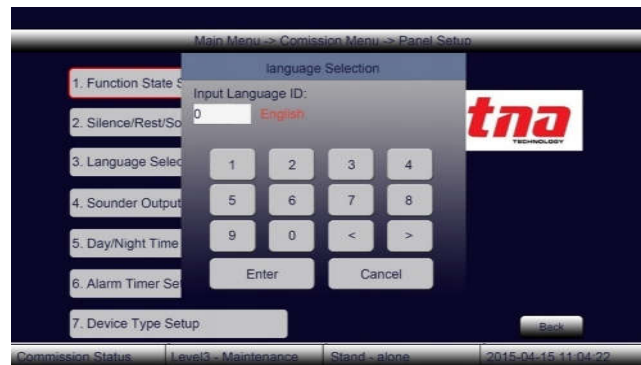 Main Menu -> Comission Menu -> Panel Setup
language Selection
1. Function State S
Input Language ID:
0 English
2. Silence/Rest/So
tna
TECHNOLOGY
3. Language Selec
1 2 3 4
4. Sounder Output
5 6 7 8
5. Day/Night Time
9 0 < >
6. Alarm Timer Set
Enter Cancel
7. Device Type Setup
Back
Commission Status Level3 - Maintenance Stand - alone 2015-04-15 11:04:22